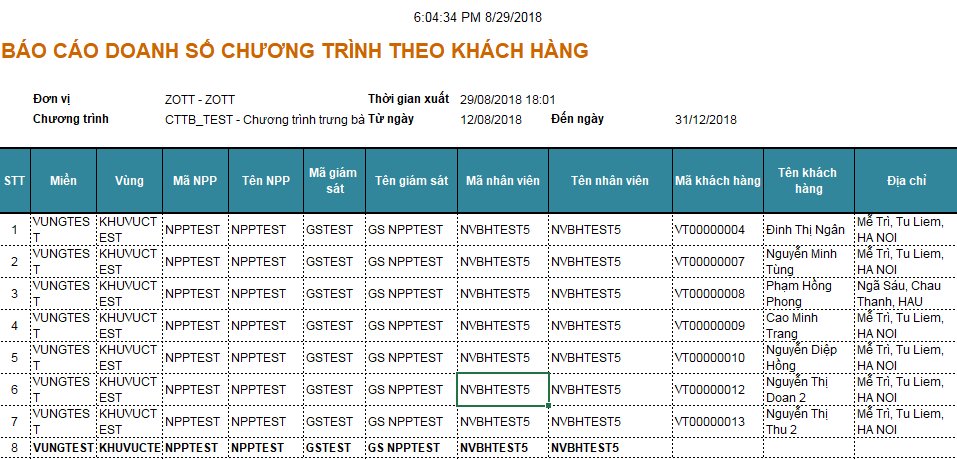 6:04:34 PM 8/29/2018
BÁO CÁO DOANH SỐ CHƯƠNG TRÌNH THEO KHÁCH HÀNG
Đơn vị ZOTT - ZOTT Thời gian xuất 29/08/2018 18:01
Chương trình CTTB_TEST - Chương trình trưng bà Từ ngày 12/08/2018 Đến ngày 31/12/2018
STT Miền Vùng Mã NPP Tên NPP Mã giám sát Tên giám sát Mã nhân viên Tên nhân viên Mã khách hàng Tên khách hàng Địa chỉ
1 VUNGTEST KHUVUCTEST NPPTEST NPPTEST GSTEST GS NPPTEST NVBHTEST5 NVBHTEST5 VT00000004 Đinh Thị Ngân Mễ Trì, Tu Liem, HA NOI
2 VUNGTEST KHUVUCTEST NPPTEST NPPTEST GSTEST GS NPPTEST NVBHTEST5 NVBHTEST5 VT00000007 Nguyễn Minh Tùng Mễ Trì, Tu Liem, HA NOI
3 VUNGTEST KHUVUCTEST NPPTEST NPPTEST GSTEST GS NPPTEST NVBHTEST5 NVBHTEST5 VT00000008 Phạm Hồng Phong Ngã Sáu, Chau Thanh, HAU
4 VUNGTEST KHUVUCTEST NPPTEST NPPTEST GSTEST GS NPPTEST NVBHTEST5 NVBHTEST5 VT00000009 Cao Minh Trang Mễ Trì, Tu Liem, HA NOI
5 VUNGTEST KHUVUCTEST NPPTEST NPPTEST GSTEST GS NPPTEST NVBHTEST5 NVBHTEST5 VT00000010 Nguyễn Diệp Hồng Mễ Trì, Tu Liem, HA NOI
6 VUNGTEST KHUVUCTEST NPPTEST NPPTEST GSTEST GS NPPTEST NVBHTEST5 NVBHTEST5 VT00000012 Nguyễn Thị Doan 2 Mễ Trì, Tu Liem, HA NOI
7 VUNGTEST KHUVUCTEST NPPTEST NPPTEST GSTEST GS NPPTEST NVBHTEST5 NVBHTEST5 VT00000013 Nguyễn Thị Thu 2 Mễ Trì, Tu Liem, HA NOI
8 VUNGTEST KHUVUCTE NPPTEST NPPTEST GSTEST GS NPPTEST NVBHTEST5 NVBHTEST5